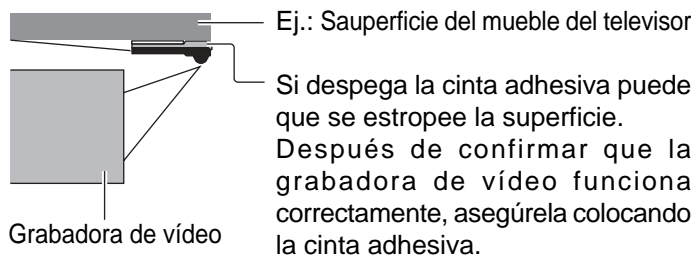 Ej.: Sauperficie del mueble del televisor
Si despega la cinta adhesiva puede
que se estropee la superficie.
Después de confirmar que la
grabadora de vídeo funciona
correctamente, asegúrela colocando
la cinta adhesiva.
Grabadora de vídeo